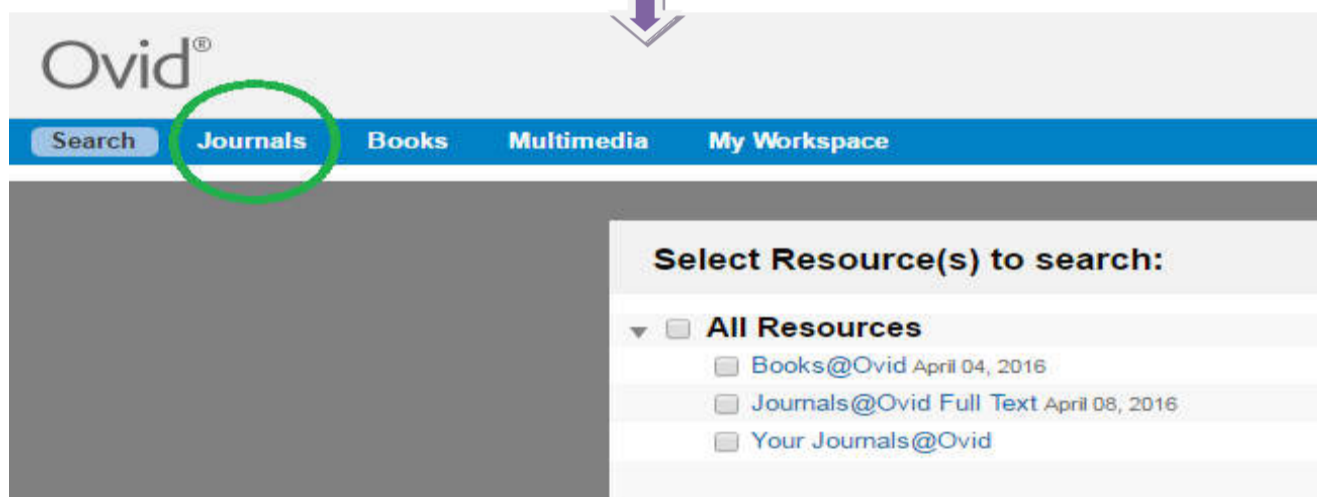 Ovid®
Search Journals Books Multimedia My Workspace
Select Resource(s) to search:
All Resources
Books@Ovid April 04, 2016
Journals@Ovid Full Text April 08, 2016
Your Journals@Ovid